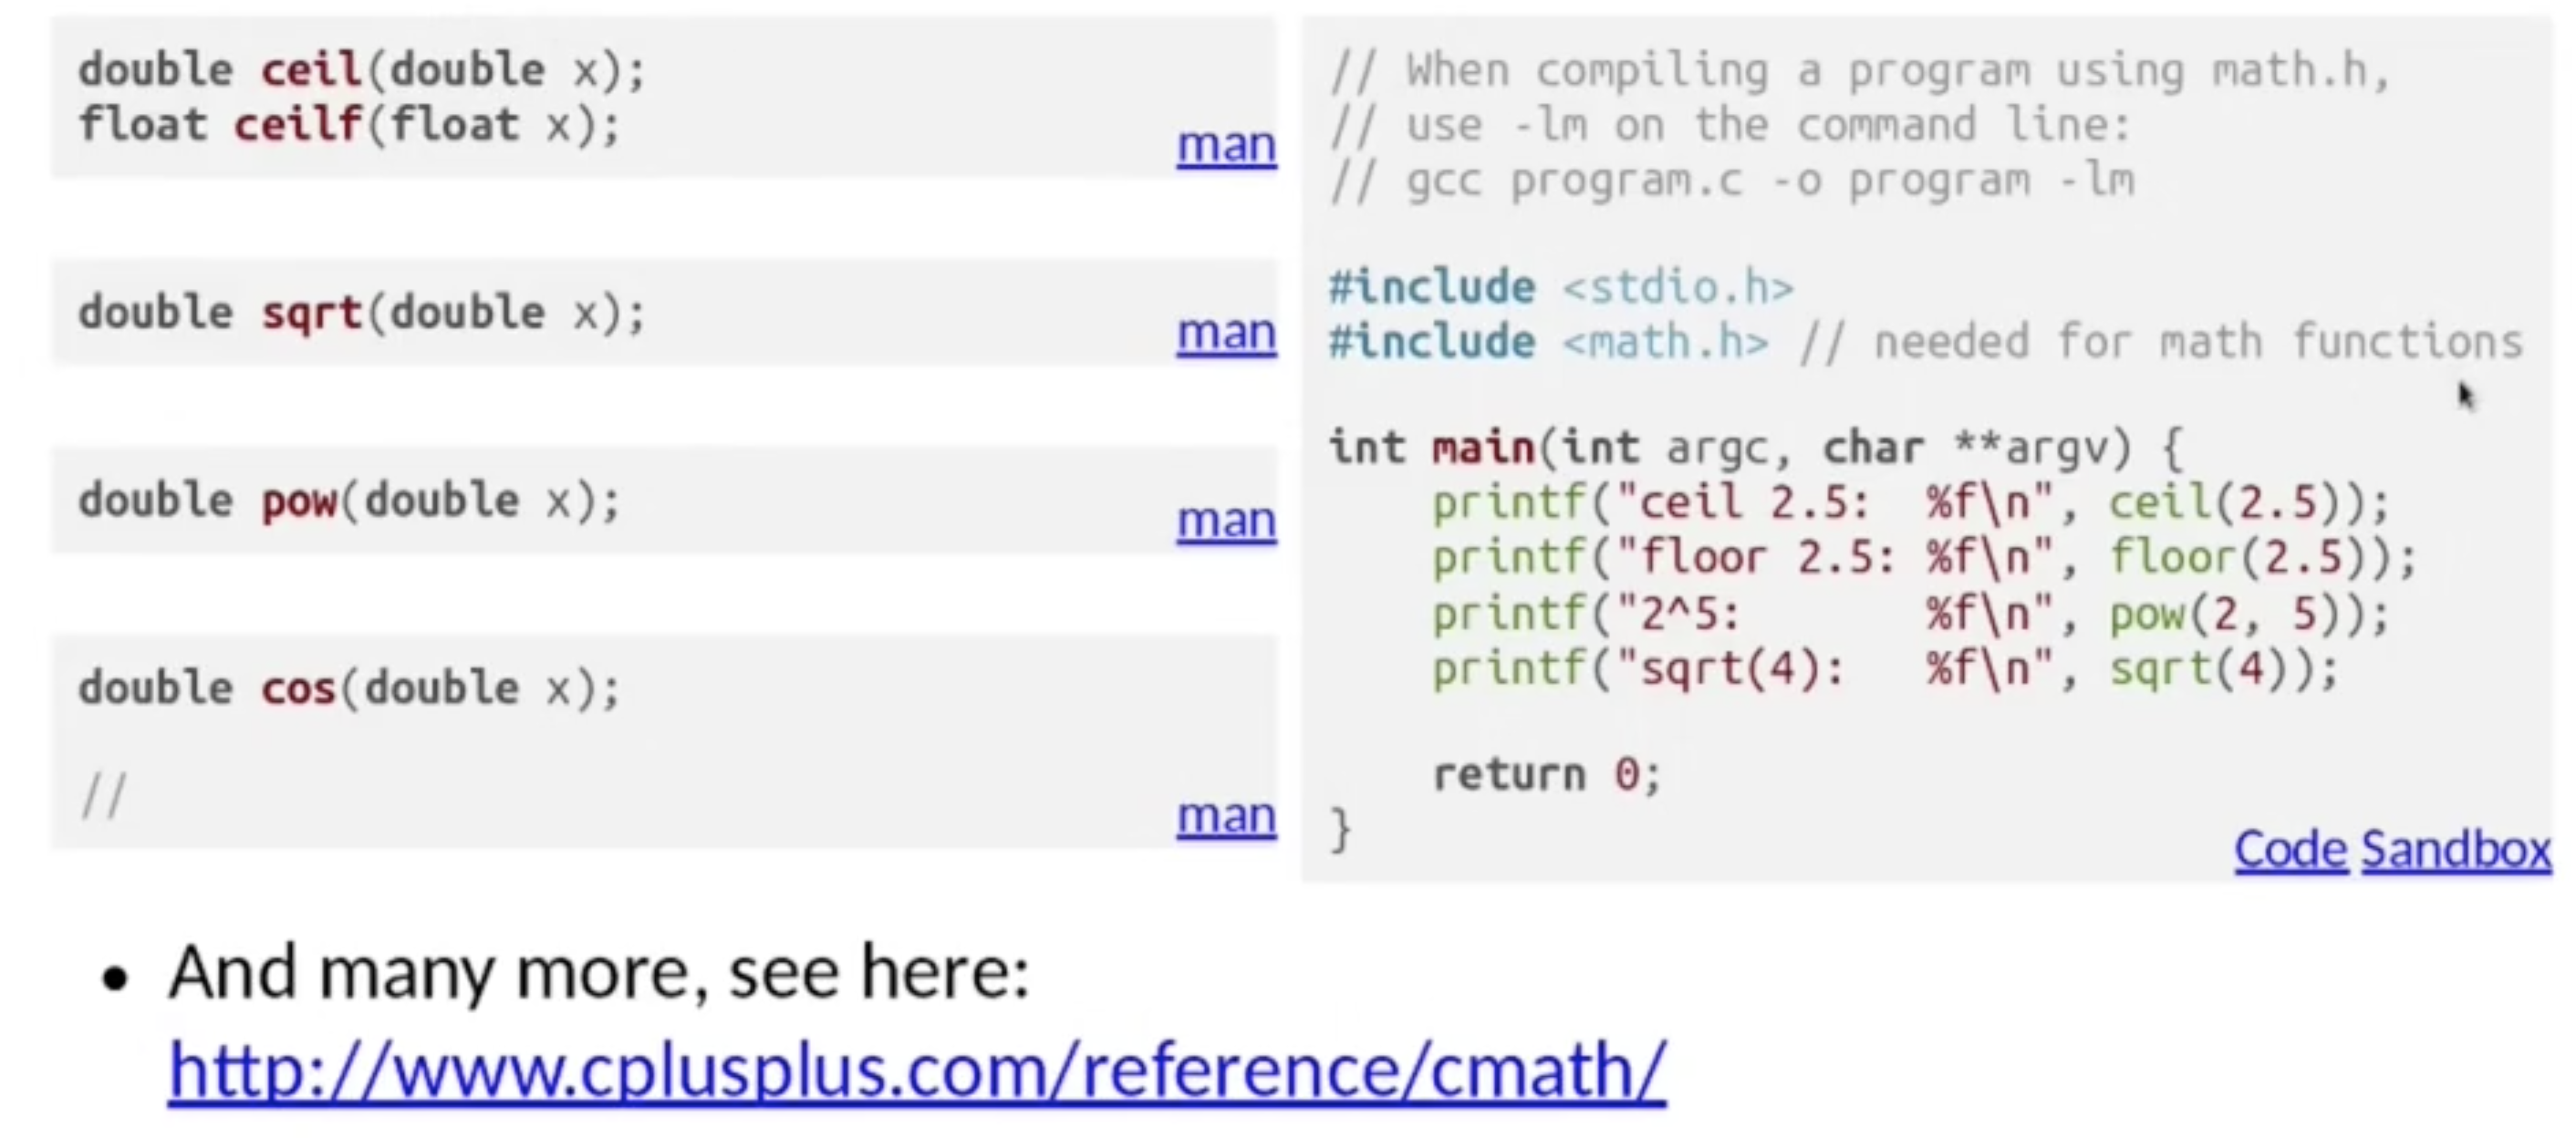 double ceil(double x);
float ceilf(float x);
man
double sqrt(double x);
man
double pow(double x);
man
double cos(double x);
//
man
// When compiling a program using math.h,
// use -lm on the command line:
// gcc program.c -o program -lm
#include <stdio.h>
#include <math.h> // needed for math functions
int main(int argc, char **argv) {
    printf("ceil 2.5:  %f\n", ceil(2.5));
    printf("floor 2.5: %f\n", floor(2.5));
    printf("2^5:       %f\n", pow(2, 5));
    printf("sqrt(4):   %f\n", sqrt(4));
    return 0;
}
Code Sandbox
• And many more, see here:
http://www.cplusplus.com/reference/cmath/